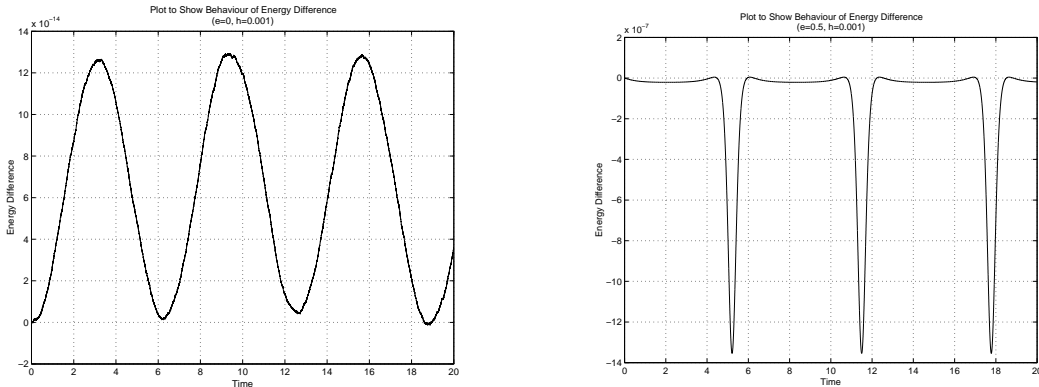 Plot to Show Behaviour of Energy Difference
(e=0, h=0.001)
x 10⁻¹⁴
14
12
10
8
6
4
2
0
−2
Energy Difference
0 2 4 6 8 10 12 14 16 18 20
Time
Plot to Show Behaviour of Energy Difference
(e=0.5, h=0.001)
x 10⁻⁷
2
0
−2
−4
−6
−8
−10
−12
−14
Energy Difference
0 2 4 6 8 10 12 14 16 18 20
Time